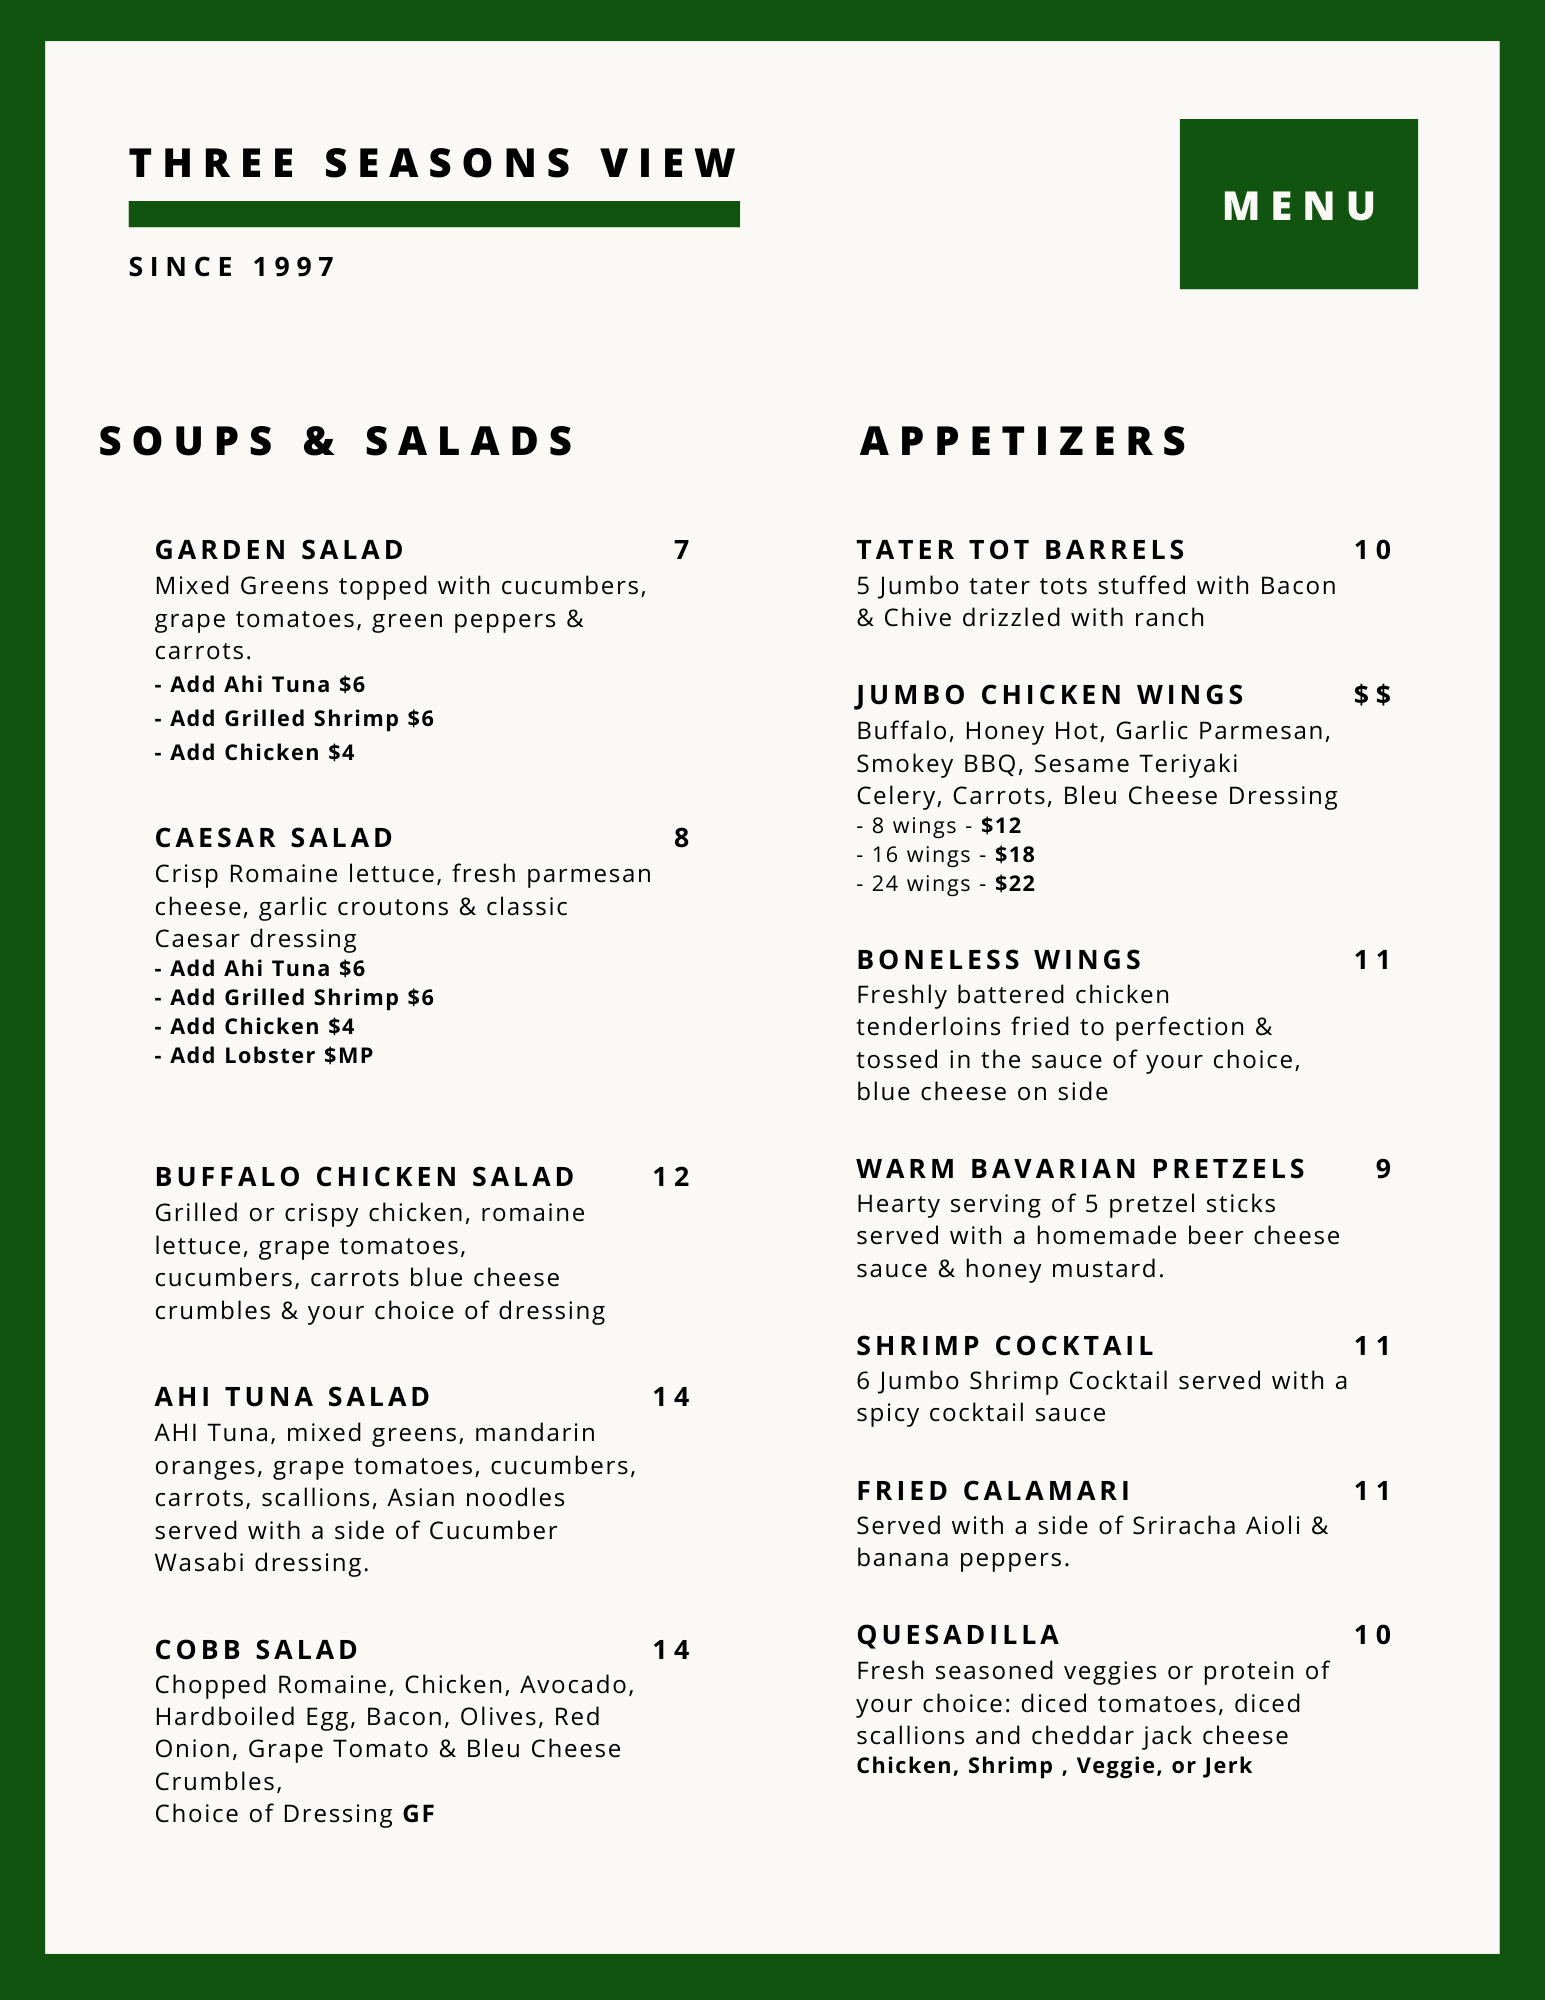 THREE SEASONS VIEW
SINCE 1997
MENU
SOUPS & SALADS
GARDEN SALAD 7
Mixed Greens topped with cucumbers,
grape tomatoes, green peppers &
carrots.
- Add Ahi Tuna $6
- Add Grilled Shrimp $6
- Add Chicken $4
CAESAR SALAD 8
Crisp Romaine lettuce, fresh parmesan
cheese, garlic croutons & classic
Caesar dressing
- Add Ahi Tuna $6
- Add Grilled Shrimp $6
- Add Chicken $4
- Add Lobster $MP
BUFFALO CHICKEN SALAD 12
Grilled or crispy chicken, romaine
lettuce, grape tomatoes,
cucumbers, carrots blue cheese
crumbles & your choice of dressing
AHI TUNA SALAD 14
AHI Tuna, mixed greens, mandarin
oranges, grape tomatoes, cucumbers,
carrots, scallions, Asian noodles
served with a side of Cucumber
Wasabi dressing.
COBB SALAD 14
Chopped Romaine, Chicken, Avocado,
Hardboiled Egg, Bacon, Olives, Red
Onion, Grape Tomato & Bleu Cheese
Crumbles,
Choice of Dressing GF
APPETIZERS
TATER TOT BARRELS 10
5 Jumbo tater tots stuffed with Bacon
& Chive drizzled with ranch
JUMBO CHICKEN WINGS $$
Buffalo, Honey Hot, Garlic Parmesan,
Smokey BBQ, Sesame Teriyaki
Celery, Carrots, Bleu Cheese Dressing
- 8 wings - $12
- 16 wings - $18
- 24 wings - $22
BONELESS WINGS 11
Freshly battered chicken
tenderloins fried to perfection &
tossed in the sauce of your choice,
blue cheese on side
WARM BAVARIAN PRETZELS 9
Hearty serving of 5 pretzel sticks
served with a homemade beer cheese
sauce & honey mustard.
SHRIMP COCKTAIL 11
6 Jumbo Shrimp Cocktail served with a
spicy cocktail sauce
FRIED CALAMARI 11
Served with a side of Sriracha Aioli &
banana peppers.
QUESADILLA 10
Fresh seasoned veggies or protein of
your choice: diced tomatoes, diced
scallions and cheddar jack cheese
Chicken, Shrimp , Veggie, or Jerk